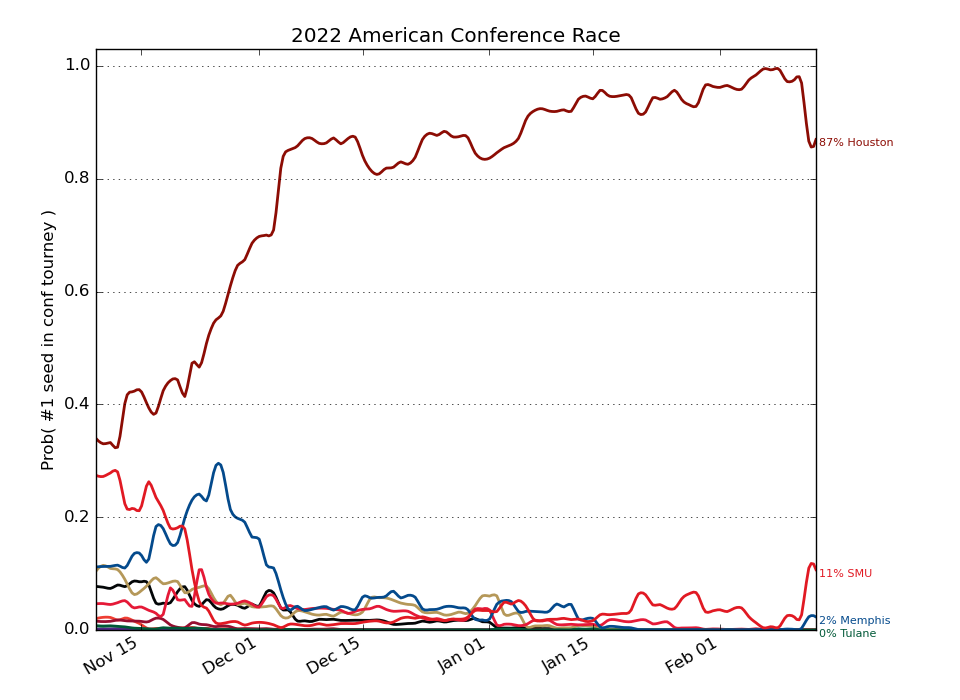 2022 American Conference Race
Prob( #1 seed in conf tourney )
1.0
0.8
0.6
0.4
0.2
0.0
87% Houston
11% SMU
2% Memphis
0% Tulane
Nov 15
Dec 01
Dec 15
Jan 01
Jan 15
Feb 01